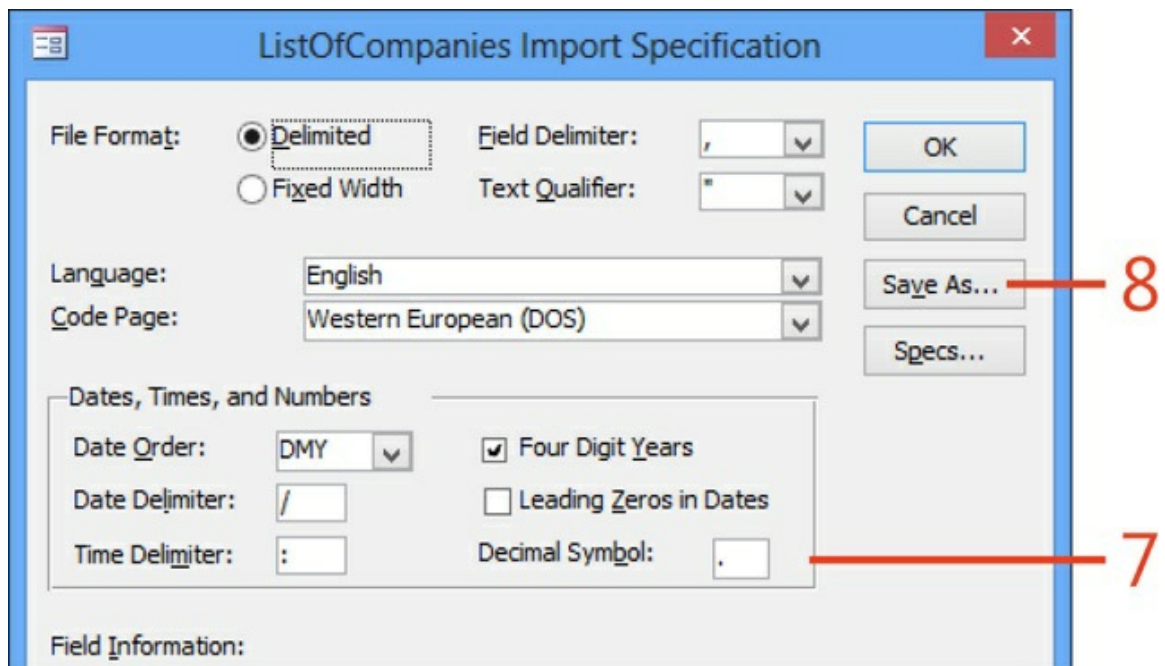 ListOfCompanies Import Specification
File Format: Delimited Field Delimiter: , OK
Fixed Width Text Qualifier: " Cancel
Language: English Save As... 8
Code Page: Western European (DOS) Specs...
Dates, Times, and Numbers
Date Order: DMY Four Digit Years
Date Delimiter: / Leading Zeros in Dates
Time Delimiter: : Decimal Symbol: . 7
Field Information: